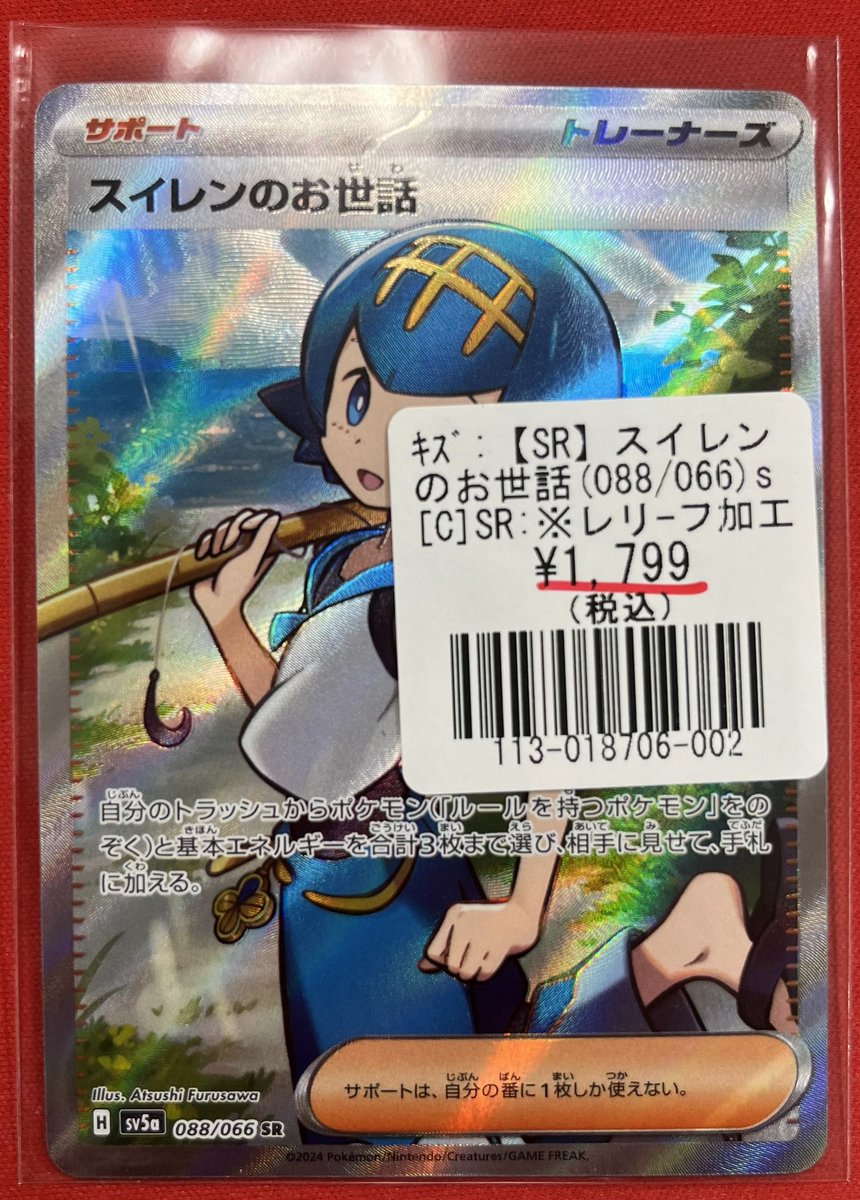 サポート トレーナーズ
スイレンのお世話
ｷｽﾞ:【SR】スイレン
のお世話(088/066)s
[C]SR:※レリーフ加工
¥1,799
(税込)
113-018706-002
自分のトラッシュからポケモン(「ルールを持つポケモン」をの
ぞく)と基本エネルギーを合計3枚まで選び、相手に見せて、手札
に加える。
サポートは、自分の番に1枚しか使えない。
Illus. Atsushi Furusawa
H sv5a 088/066 SR
©2024 Pokémon/Nintendo/Creatures/GAME FREAK.